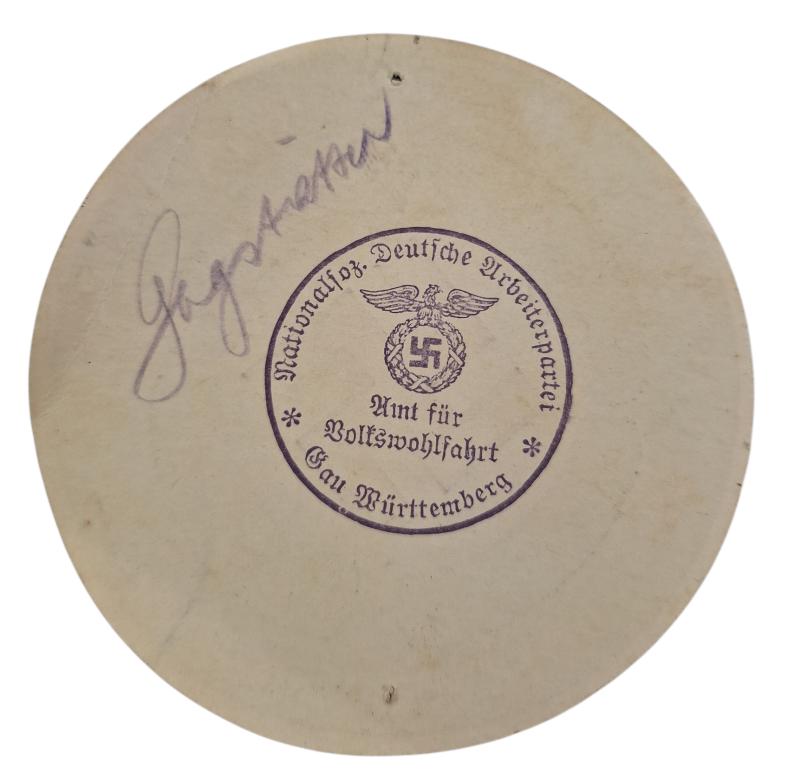 Nationalsoz. Deutsche Arbeiterpartei
Amt für
Volkswohlfahrt
* Gau Württemberg *